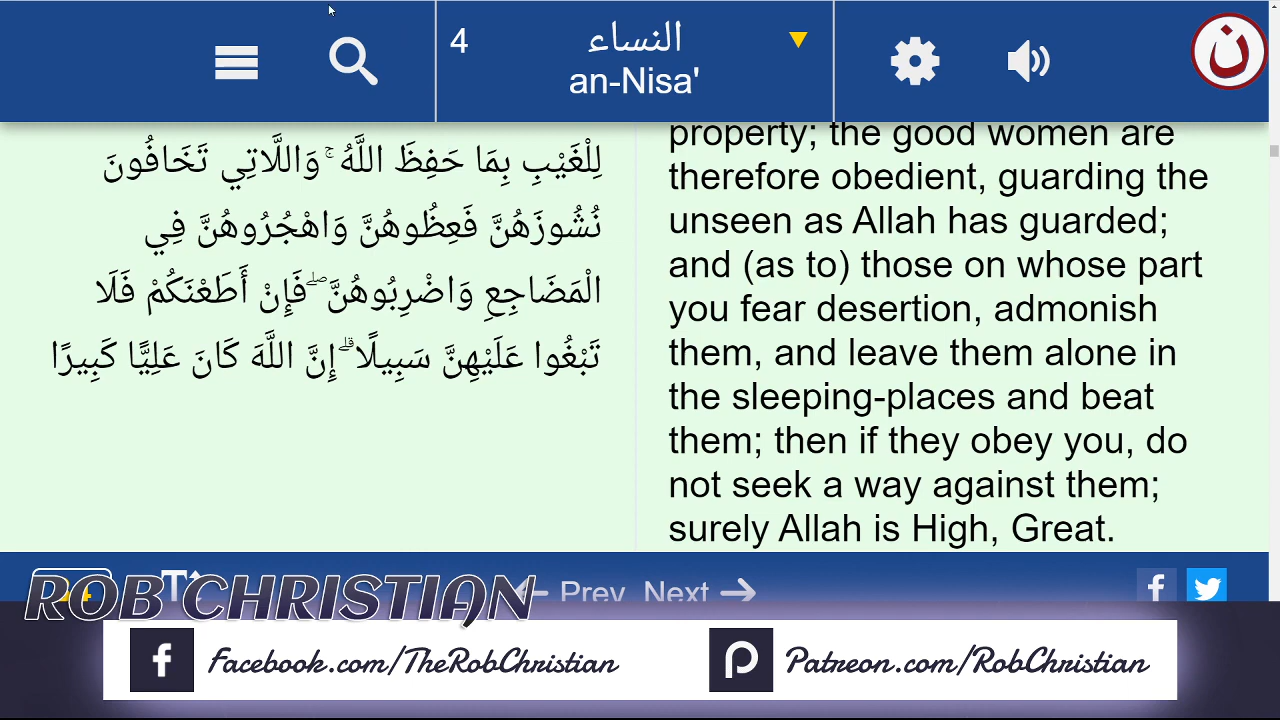 4
النساء
an-Nisa'
ن
لِلْغَيْبِ بِمَا حَفِظَ اللَّهُ ۚ وَاللَّاتِي تَخَافُونَ
نُشُوزَهُنَّ فَعِظُوهُنَّ وَاهْجُرُوهُنَّ فِي
الْمَضَاجِعِ وَاضْرِبُوهُنَّ ۖ فَإِنْ أَطَعْنَكُمْ فَلَا
تَبْغُوا عَلَيْهِنَّ سَبِيلًا ۗ إِنَّ اللَّهَ كَانَ عَلِيًّا كَبِيرًا
property; the good women are
therefore obedient, guarding the
unseen as Allah has guarded;
and (as to) those on whose part
you fear desertion, admonish
them, and leave them alone in
the sleeping-places and beat
them; then if they obey you, do
not seek a way against them;
surely Allah is High, Great.
Prev Next
ROB CHRISTIAN
Facebook.com/TheRobChristian
Patreon.com/RobChristian